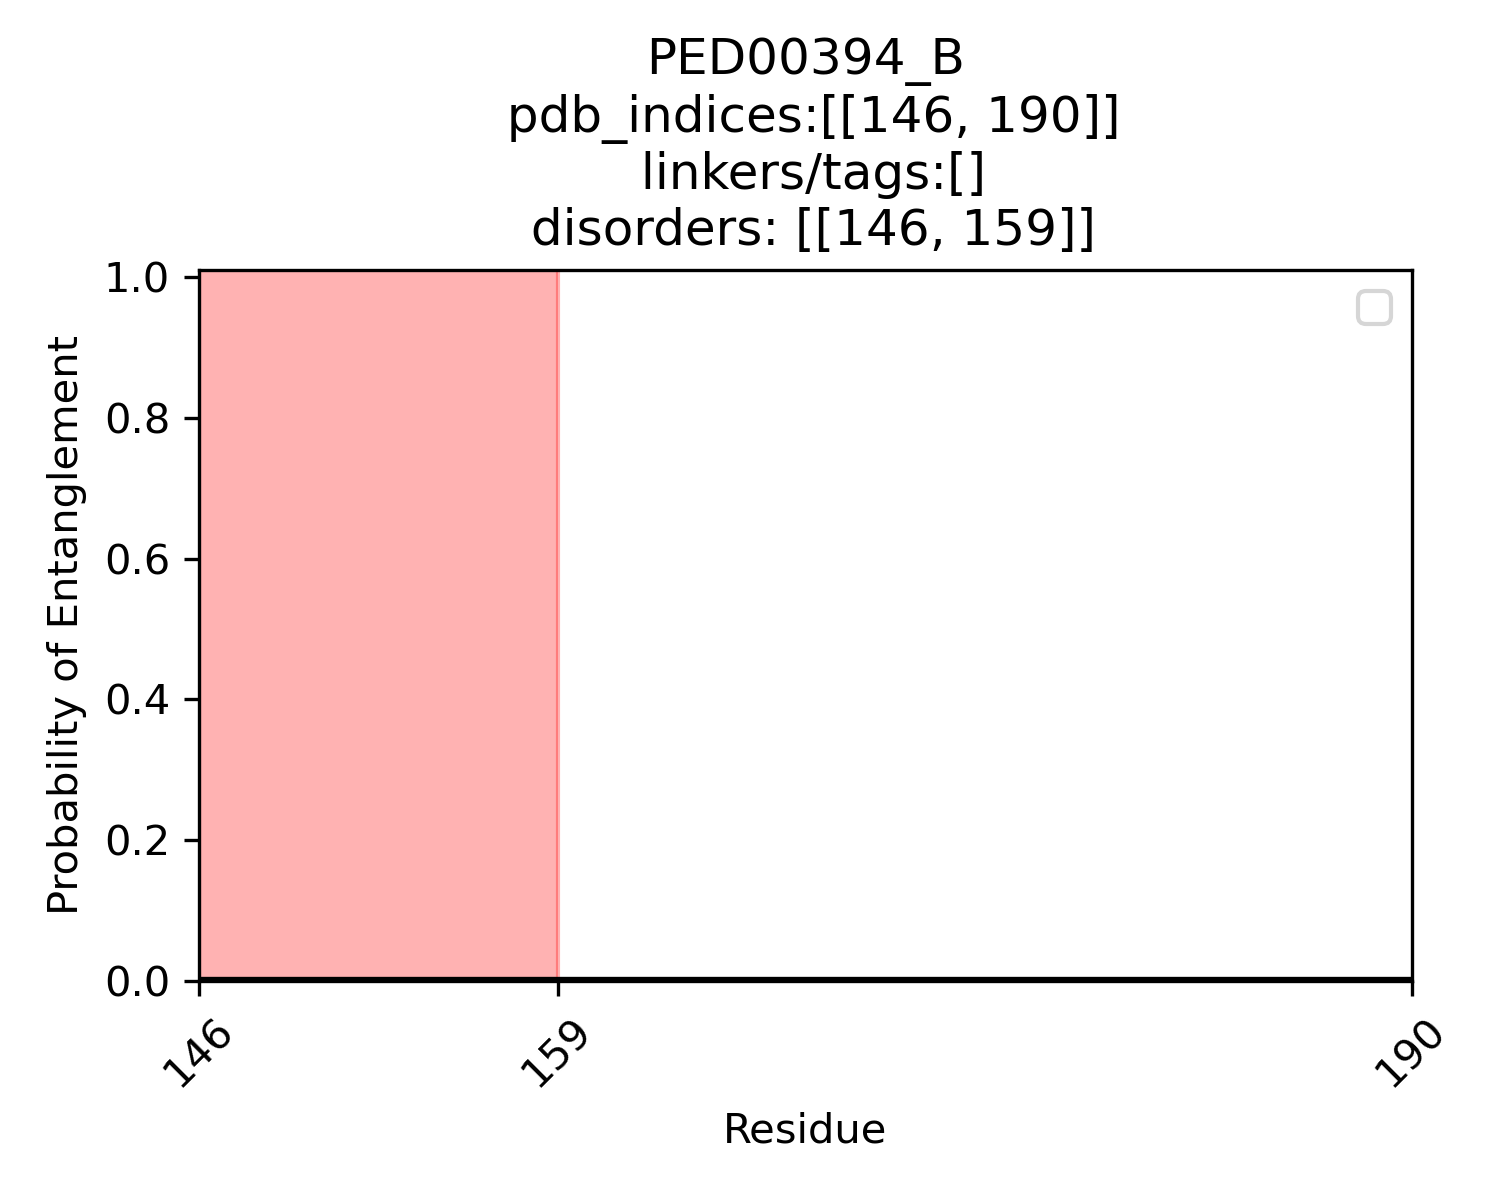 PED00394_B
pdb_indices:[[146, 190]]
linkers/tags:[]
disorders: [[146, 159]]
1.0
0.8
0.6
0.4
0.2
0.0
Probability of Entanglement
146
159
190
Residue